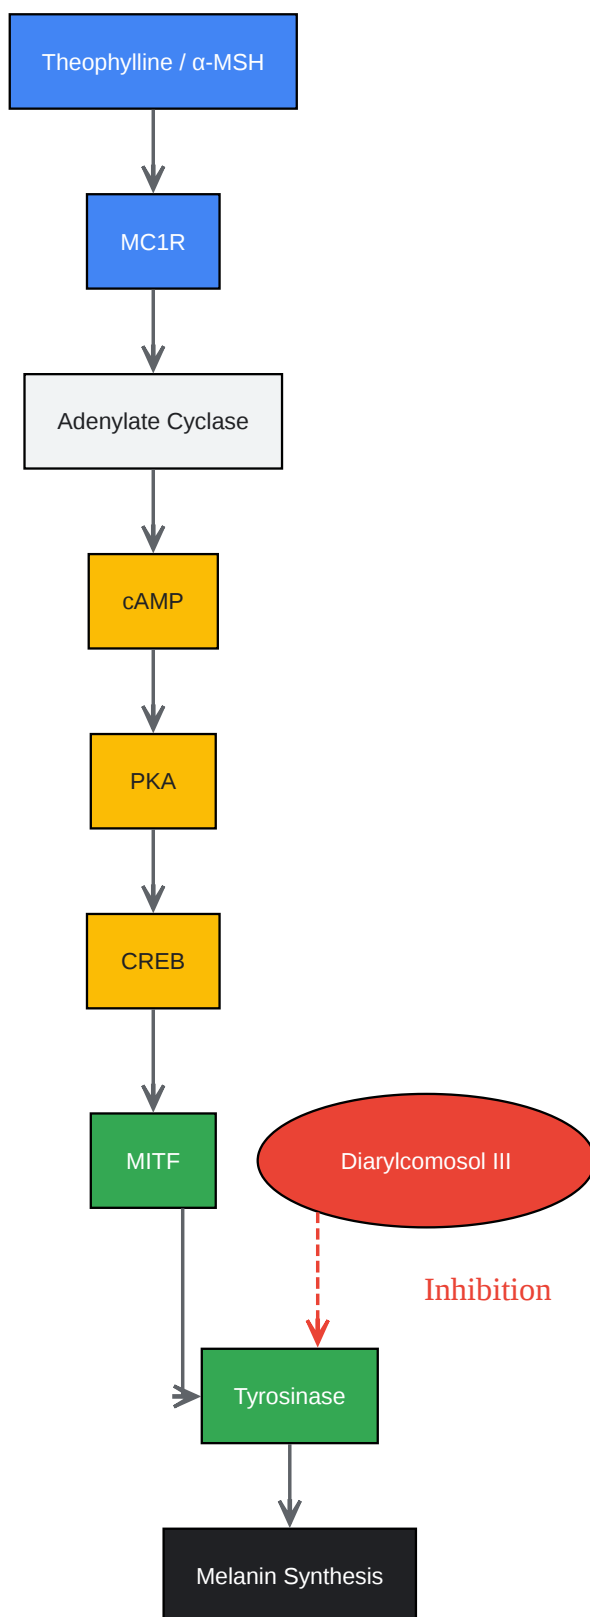 Theophylline / α-MSH
MC1R
Adenylate Cyclase
cAMP
PKA
CREB
MITF
Diarylcomosol III
Inhibition
Tyrosinase
Melanin Synthesis